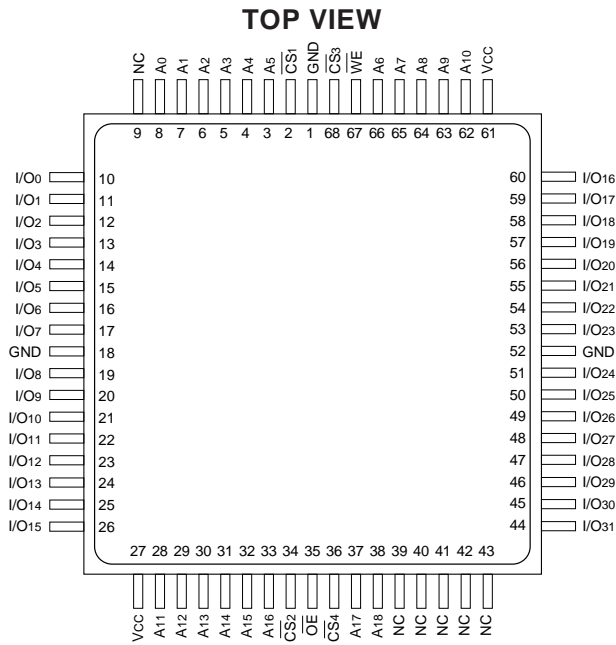 TOP VIEW
NC A0 A1 A2 A3 A4 A5 CS1 GND CS3 WE A6 A7 A8 A9 A10 VCC
9 8 7 6 5 4 3 2 1 68 67 66 65 64 63 62 61
I/O0 10 60 I/O16
I/O1 11 59 I/O17
I/O2 12 58 I/O18
I/O3 13 57 I/O19
I/O4 14 56 I/O20
I/O5 15 55 I/O21
I/O6 16 54 I/O22
I/O7 17 53 I/O23
GND 18 52 GND
I/O8 19 51 I/O24
I/O9 20 50 I/O25
I/O10 21 49 I/O26
I/O11 22 48 I/O27
I/O12 23 47 I/O28
I/O13 24 46 I/O29
I/O14 25 45 I/O30
I/O15 26 44 I/O31
27 28 29 30 31 32 33 34 35 36 37 38 39 40 41 42 43
VCC A11 A12 A13 A14 A15 A16 CS2 OE CS4 A17 A18 NC NC NC NC NC